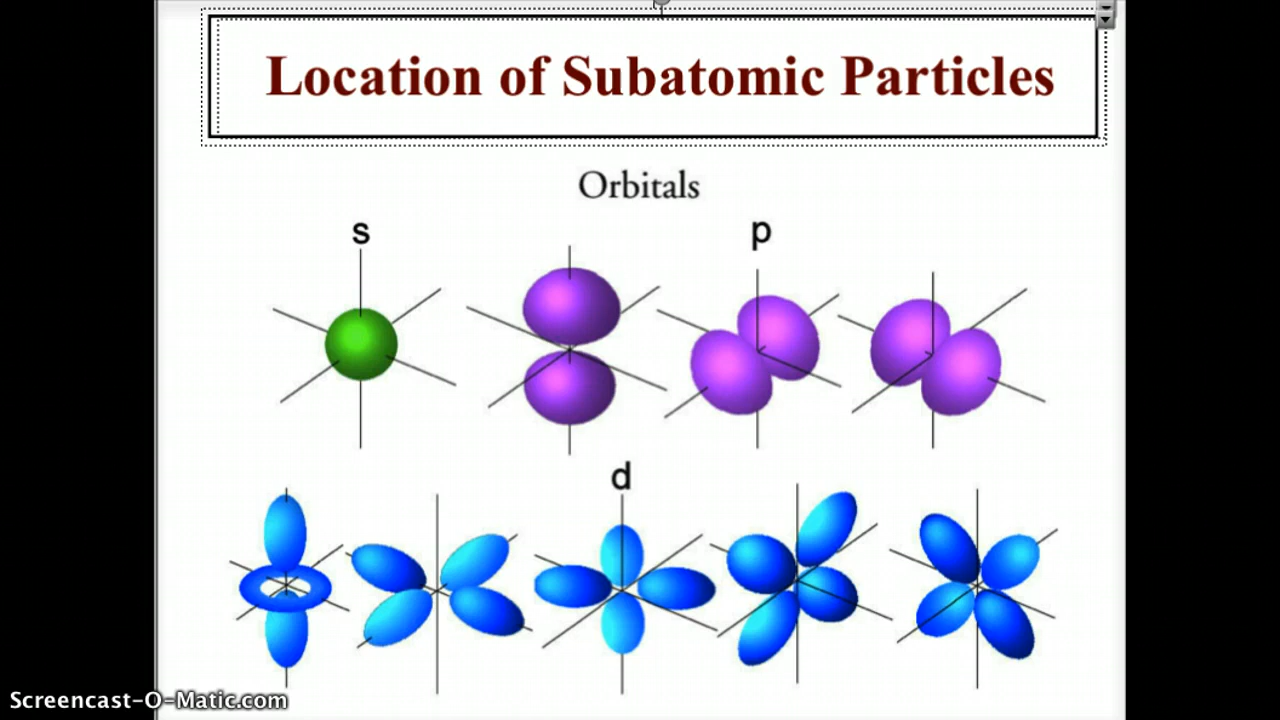 Location of Subatomic Particles
Orbitals
s
p
d
Screencast-O-Matic.com